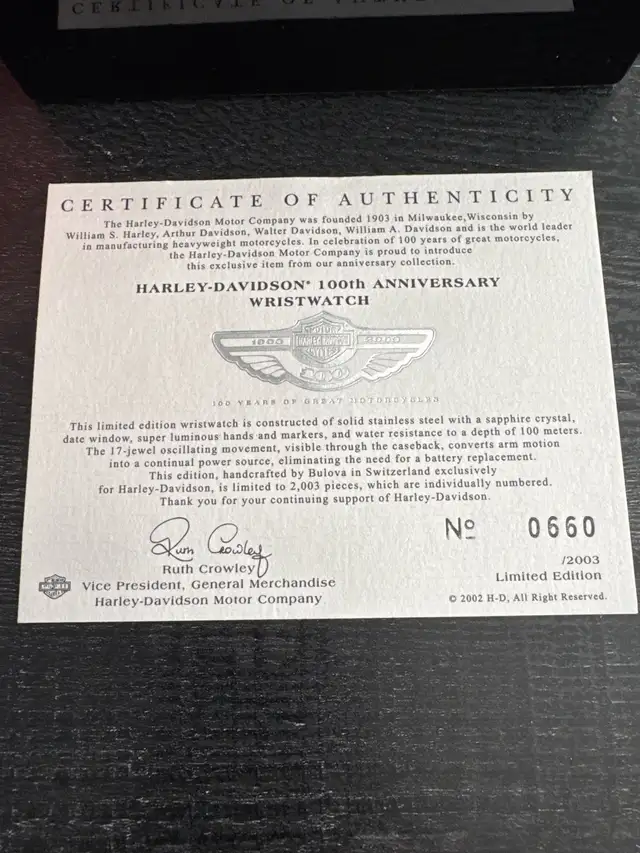 CERTIFICATE OF AUTHENTICITY
The Harley-Davidson Motor Company was founded 1903 in Milwaukee,Wisconsin by
William S. Harley, Arthur Davidson, Walter Davidson, William A. Davidson and is the world leader
in manufacturing heavyweight motorcycles. In celebration of 100 years of great motorcycles,
the Harley-Davidson Motor Company is proud to introduce
this exclusive item from our anniversary collection.
HARLEY-DAVIDSON® 100th ANNIVERSARY
WRISTWATCH
MOTOR
1903 HARLEY-DAVIDSON 2003
CYCLES
100
100 YEARS OF GREAT MOTORCYCLES
This limited edition wristwatch is constructed of solid stainless steel with a sapphire crystal,
date window, super luminous hands and markers, and water resistance to a depth of 100 meters.
The 17-jewel oscillating movement, visible through the caseback, converts arm motion
into a continual power source, eliminating the need for a battery replacement.
This edition, handcrafted by Bulova in Switzerland exclusively
for Harley-Davidson, is limited to 2,003 pieces, which are individually numbered.
Thank you for your continuing support of Harley-Davidson.
Ruth Crowley
Ruth Crowley
Vice President, General Merchandise
Harley-Davidson Motor Company
Nº 0660
/2003
Limited Edition
© 2002 H-D, All Right Reserved.